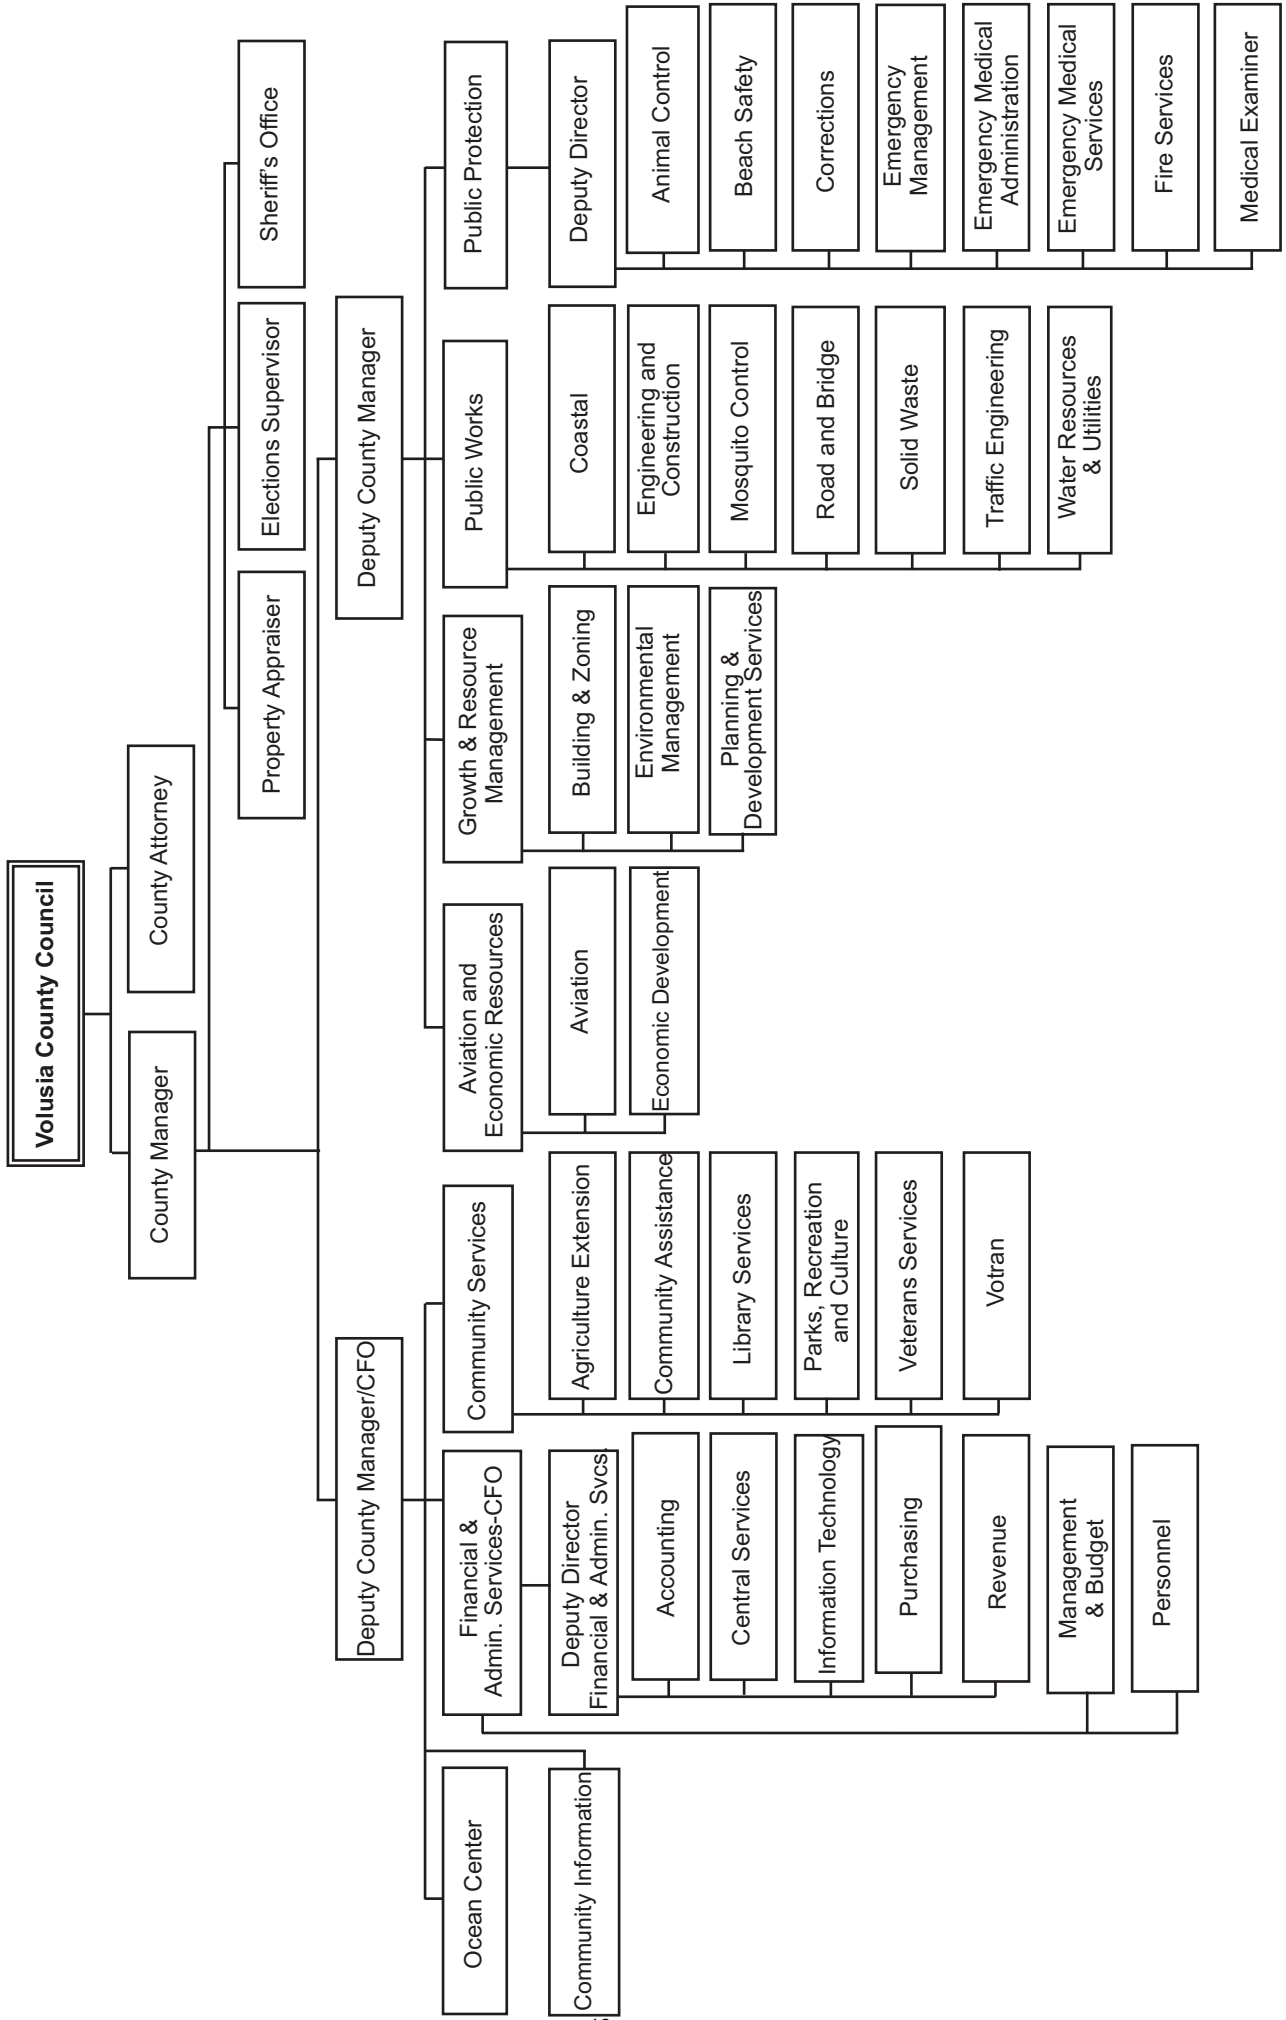 Volusia County Council
County Manager
County Attorney
Property Appraiser
Elections Supervisor
Sheriff's Office
Deputy County Manager/CFO
Deputy County Manager
Ocean Center
Community Information
Financial &
Admin. Services-CFO
Deputy Director
Financial & Admin. Svcs.
Accounting
Central Services
Information Technology
Purchasing
Revenue
Management
& Budget
Personnel
Community Services
Agriculture Extension
Community Assistance
Library Services
Parks, Recreation
and Culture
Veterans Services
Votran
Aviation and
Economic Resources
Aviation
Economic Development
Growth & Resource
Management
Building & Zoning
Environmental
Management
Planning &
Development Services
Public Works
Coastal
Engineering and
Construction
Mosquito Control
Road and Bridge
Solid Waste
Traffic Engineering
Water Resources
& Utilities
Public Protection
Deputy Director
Animal Control
Beach Safety
Corrections
Emergency
Management
Emergency Medical
Administration
Emergency Medical
Services
Fire Services
Medical Examiner